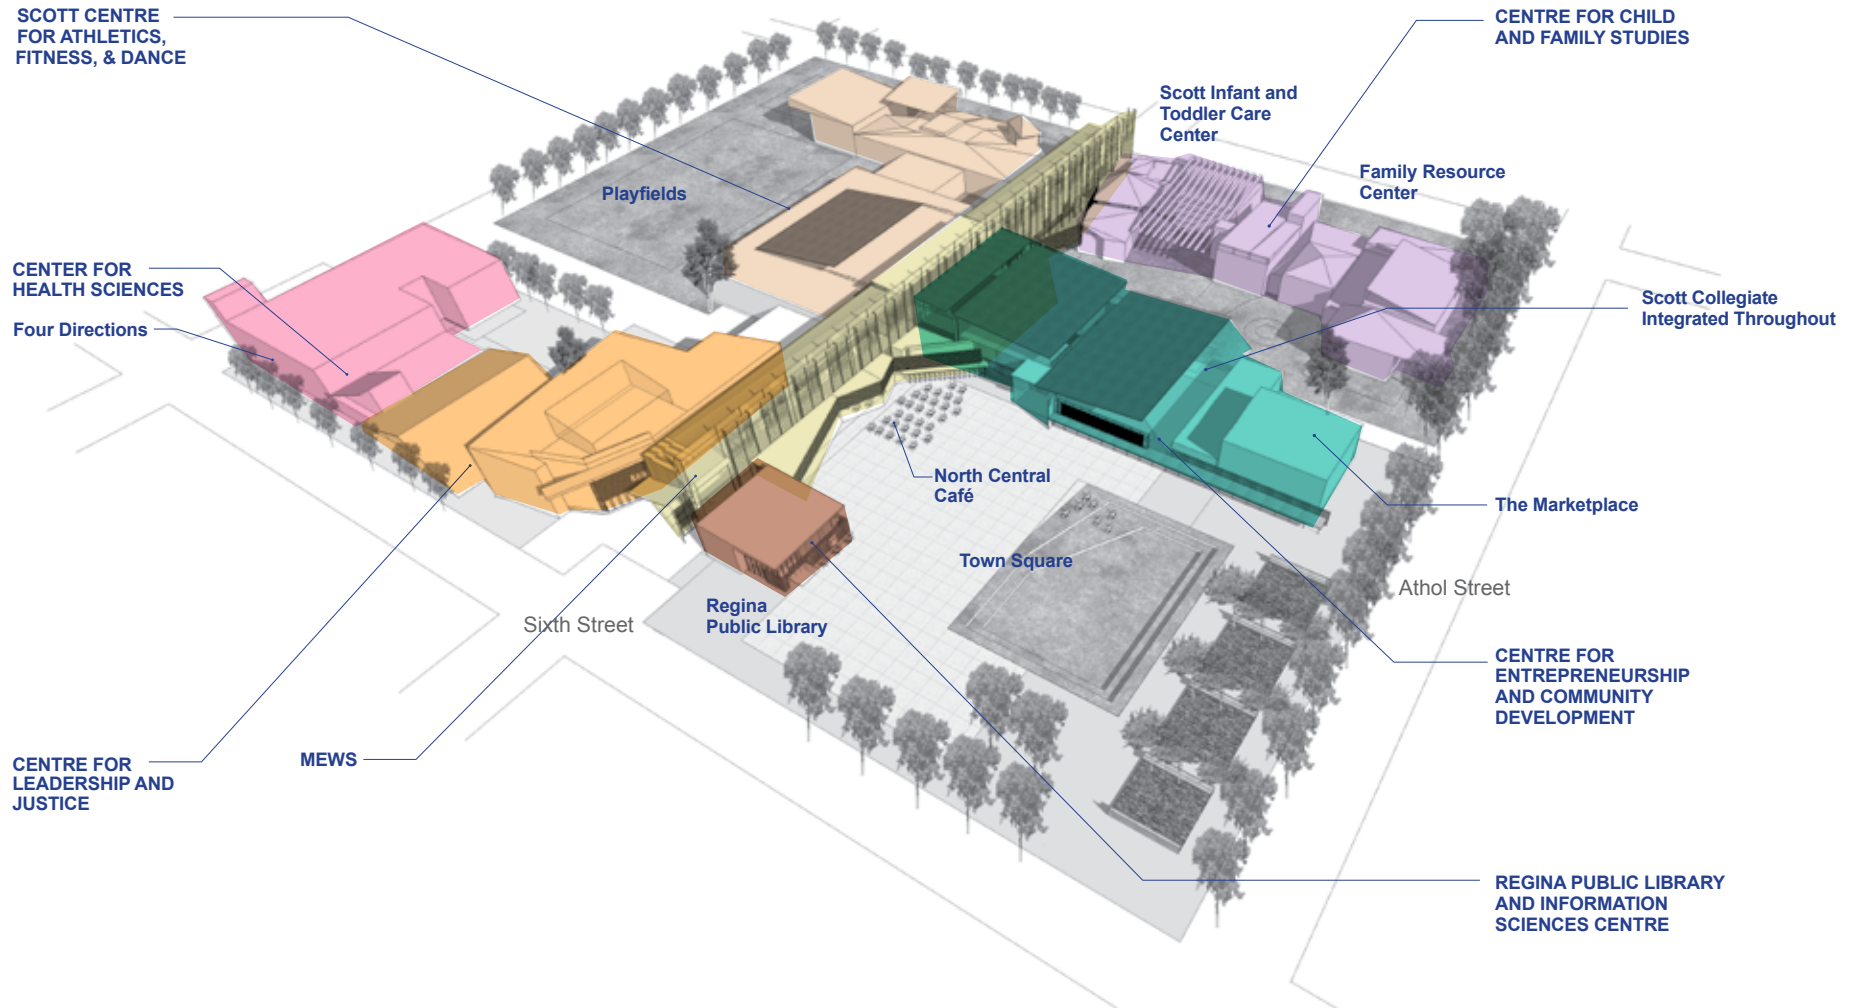 SCOTT CENTRE
FOR ATHLETICS,
FITNESS, & DANCE
CENTRE FOR CHILD
AND FAMILY STUDIES
Scott Infant and
Toddler Care
Center
Family Resource
Center
Playfields
CENTER FOR
HEALTH SCIENCES
Four Directions
Scott Collegiate
Integrated Throughout
North Central
Café
The Marketplace
Town Square
Athol Street
Regina
Public Library
Sixth Street
CENTRE FOR
ENTREPRENEURSHIP
AND COMMUNITY
DEVELOPMENT
MEWS
CENTRE FOR
LEADERSHIP AND
JUSTICE
REGINA PUBLIC LIBRARY
AND INFORMATION
SCIENCES CENTRE